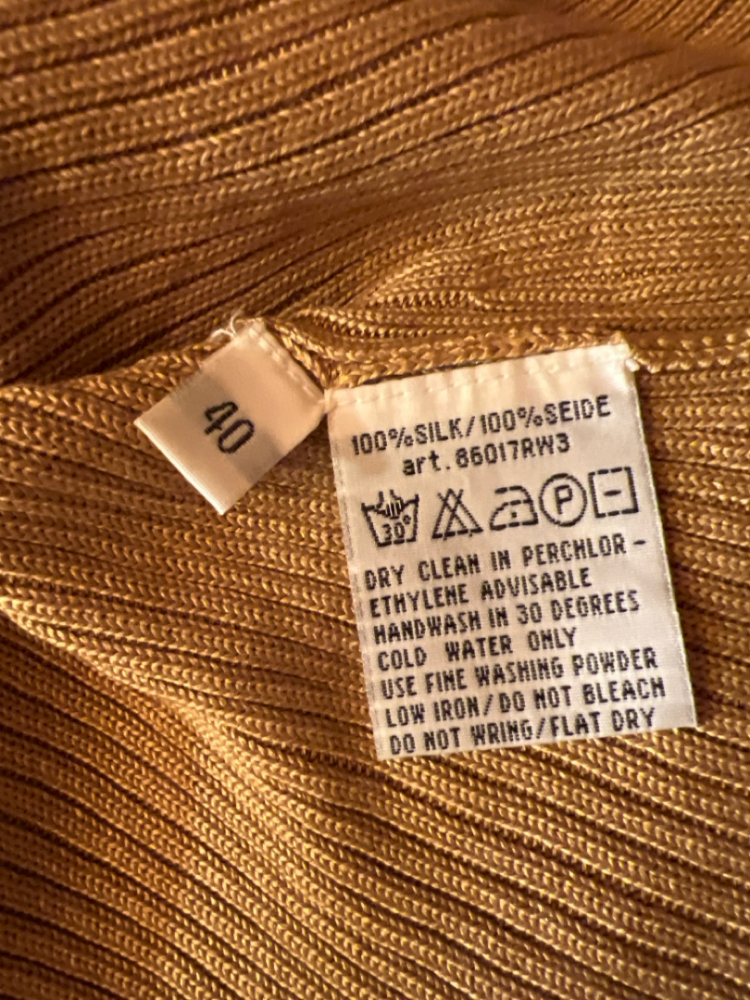 40
100%SILK/100%SEIDE
art.86017RW3
30°
P
DRY CLEAN IN PERCHLOR-
ETHYLENE ADVISABLE
HANDWASH IN 30 DEGREES
COLD WATER ONLY
USE FINE WASHING POWDER
LOW IRON/DO NOT BLEACH
DO NOT WRING/FLAT DRY